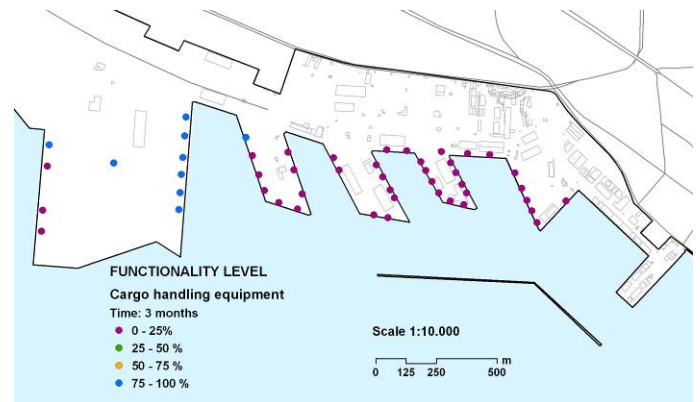 FUNCTIONALITY LEVEL
Cargo handling equipment
Time: 3 months
0 - 25%
25 - 50 %
50 - 75 %
75 - 100 %
Scale 1:10.000
m
0 125 250 500